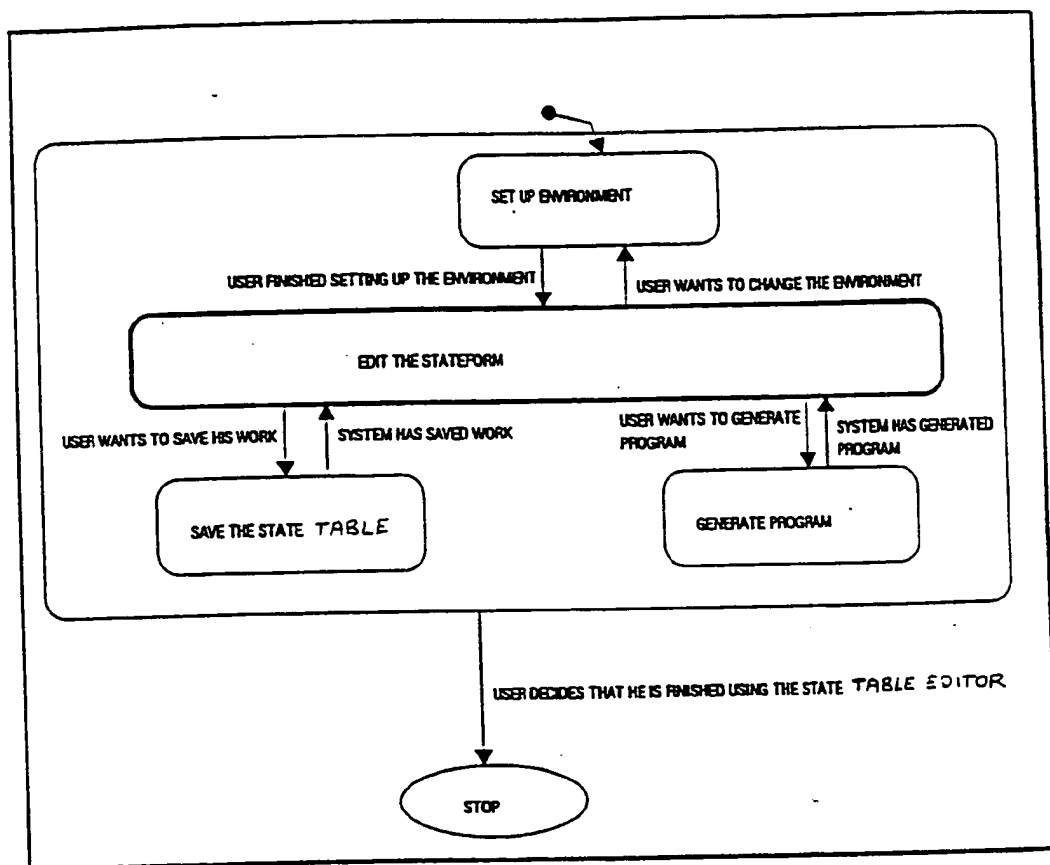 SET UP ENVIRONMENT
USER FINISHED SETTING UP THE ENVIRONMENT
USER WANTS TO CHANGE THE ENVIRONMENT
EDIT THE STATEFORM
USER WANTS TO SAVE HIS WORK
SYSTEM HAS SAVED WORK
USER WANTS TO GENERATE
PROGRAM
SYSTEM HAS GENERATED
PROGRAM
SAVE THE STATE TABLE
GENERATE PROGRAM
USER DECIDES THAT HE IS FINISHED USING THE STATE TABLE EDITOR
STOP